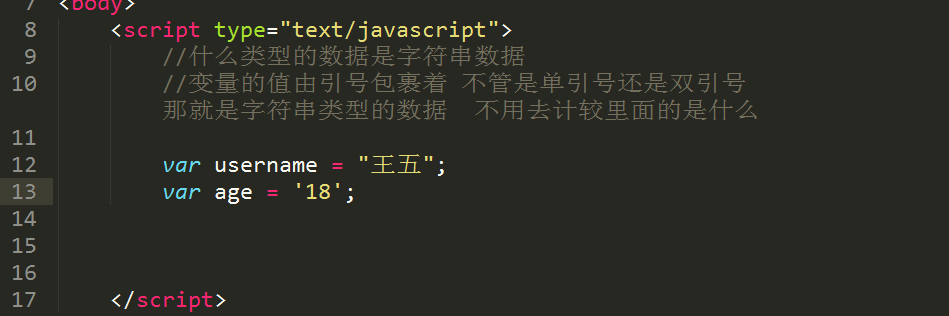 7 <body>
8 <script type="text/javascript">
9 //什么类型的数据是字符串数据
10 //变量的值由引号包裹着 不管是单引号还是双引号
那就是字符串类型的数据 不用去计较里面的是什么
11
12 var username = "王五";
13 var age = '18';
14
15
16
17 </script>